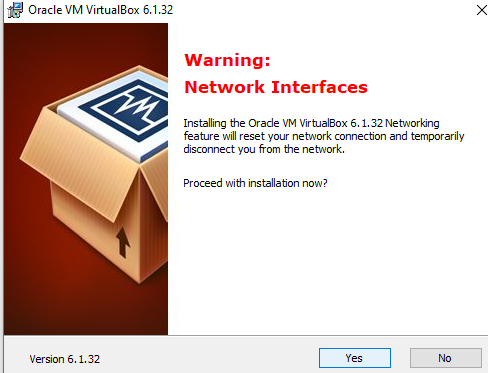 Oracle VM VirtualBox 6.1.32
Warning:
Network Interfaces
Installing the Oracle VM VirtualBox 6.1.32 Networking
feature will reset your network connection and temporarily
disconnect you from the network.
Proceed with installation now?
Version 6.1.32
Yes
No